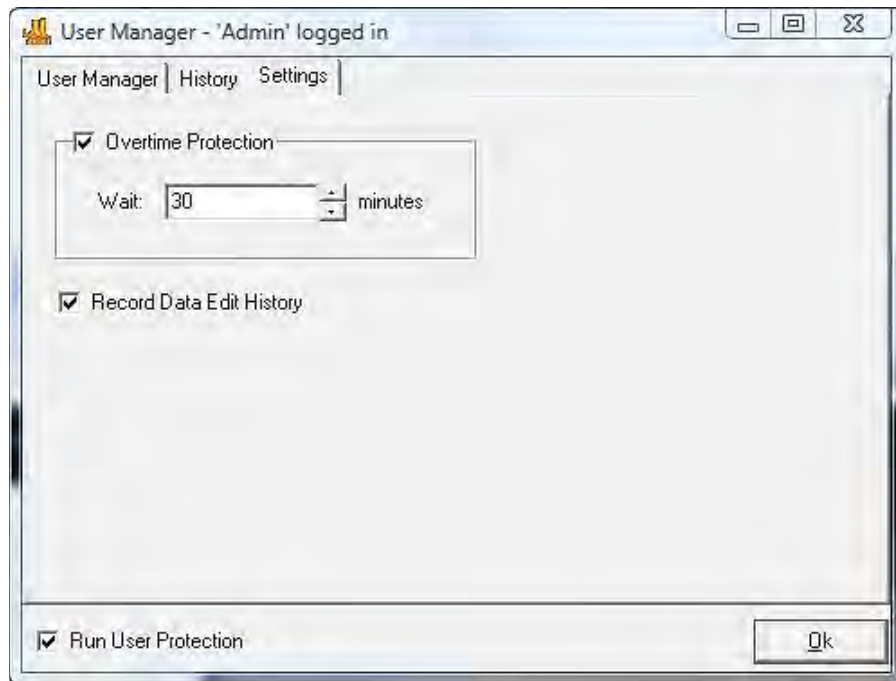 User Manager - 'Admin' logged in
User Manager History Settings
Overtime Protection
Wait: 30 minutes
Record Data Edit History
Run User Protection Ok